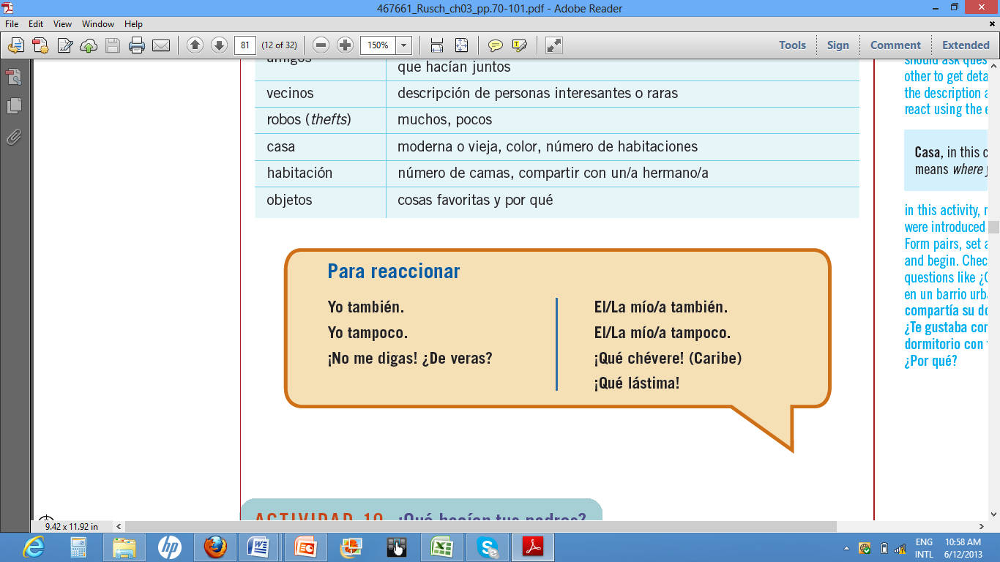 467661_Rusch_ch03_pp.70-101.pdf - Adobe Reader
File Edit View Window Help
81 (12 of 32) 150% Tools Sign Comment Extended
amigos
que hacían juntos
vecinos descripción de personas interesantes o raras
robos (thefts) muchos, pocos
casa moderna o vieja, color, número de habitaciones
habitación número de camas, compartir con un/a hermano/a
objetos cosas favoritas y por qué
Para reaccionar
Yo también.
Yo tampoco.
¡No me digas! ¿De veras?
El/La mío/a también.
El/La mío/a tampoco.
¡Qué chévere! (Caribe)
¡Qué lástima!
ACTIVIDAD 10 ¿Qué hacían tus padres?
should ask ques
other to get deta
the description a
react using the e
Casa, in this c
means where y
in this activity, r
were introduced
Form pairs, set a
and begin. Chec
questions like ¿C
en un barrio urb
compartía su do
¿Te gustaba con
dormitorio con
¿Por qué?
9.42 x 11.92 in
hp
ENG 10:58 AM
INTL 6/12/2013